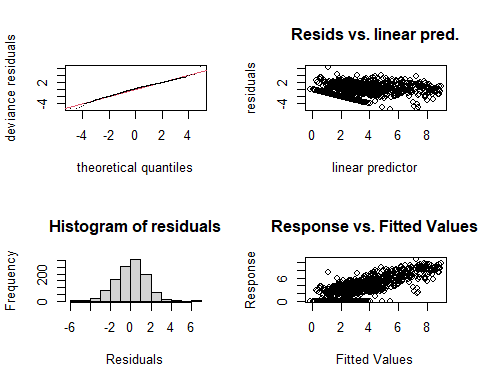 deviance residuals
2
-4
-4 -2 0 2 4
theoretical quantiles
Resids vs. linear pred.
residuals
2
-4
0 2 4 6 8
linear predictor
Histogram of residuals
Frequency
200
0
-6 -2 0 2 4 6
Residuals
Response vs. Fitted Values
Response
6
0
0 2 4 6 8
Fitted Values